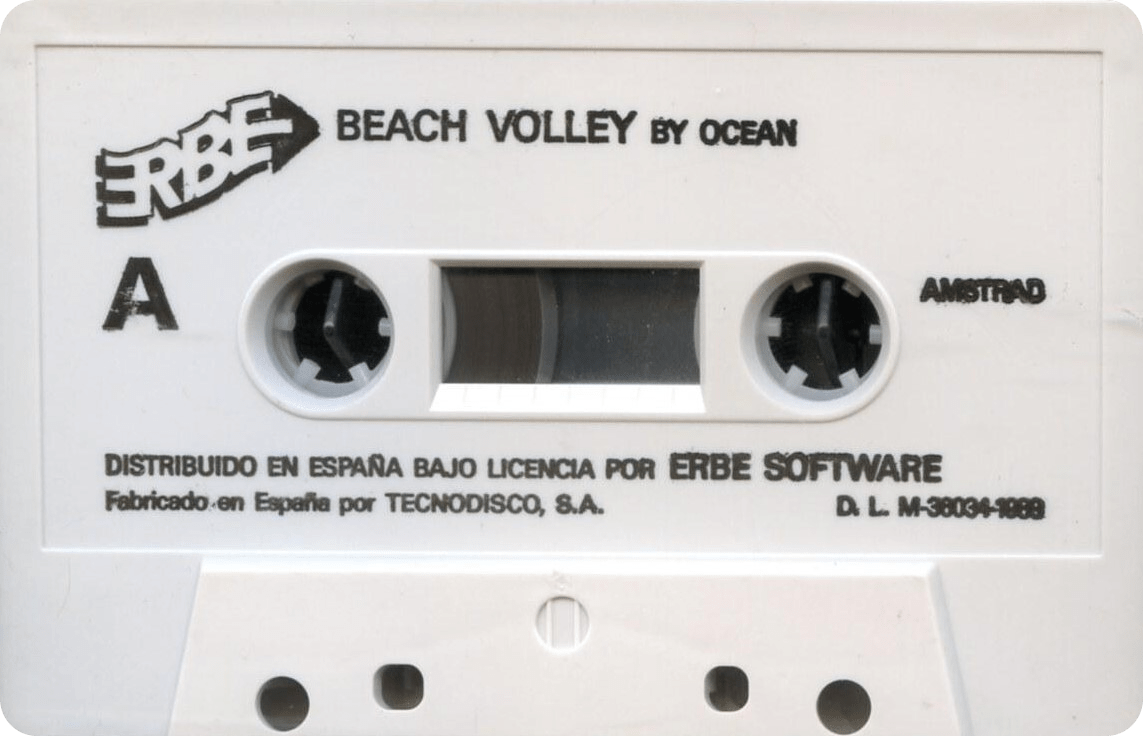 ERBE
BEACH VOLLEY BY OCEAN
A
AMSTRAD
DISTRIBUIDO EN ESPAÑA BAJO LICENCIA POR ERBE SOFTWARE
Fabricado en España por TECNODISCO, S.A.
D. L. M-36034-1989